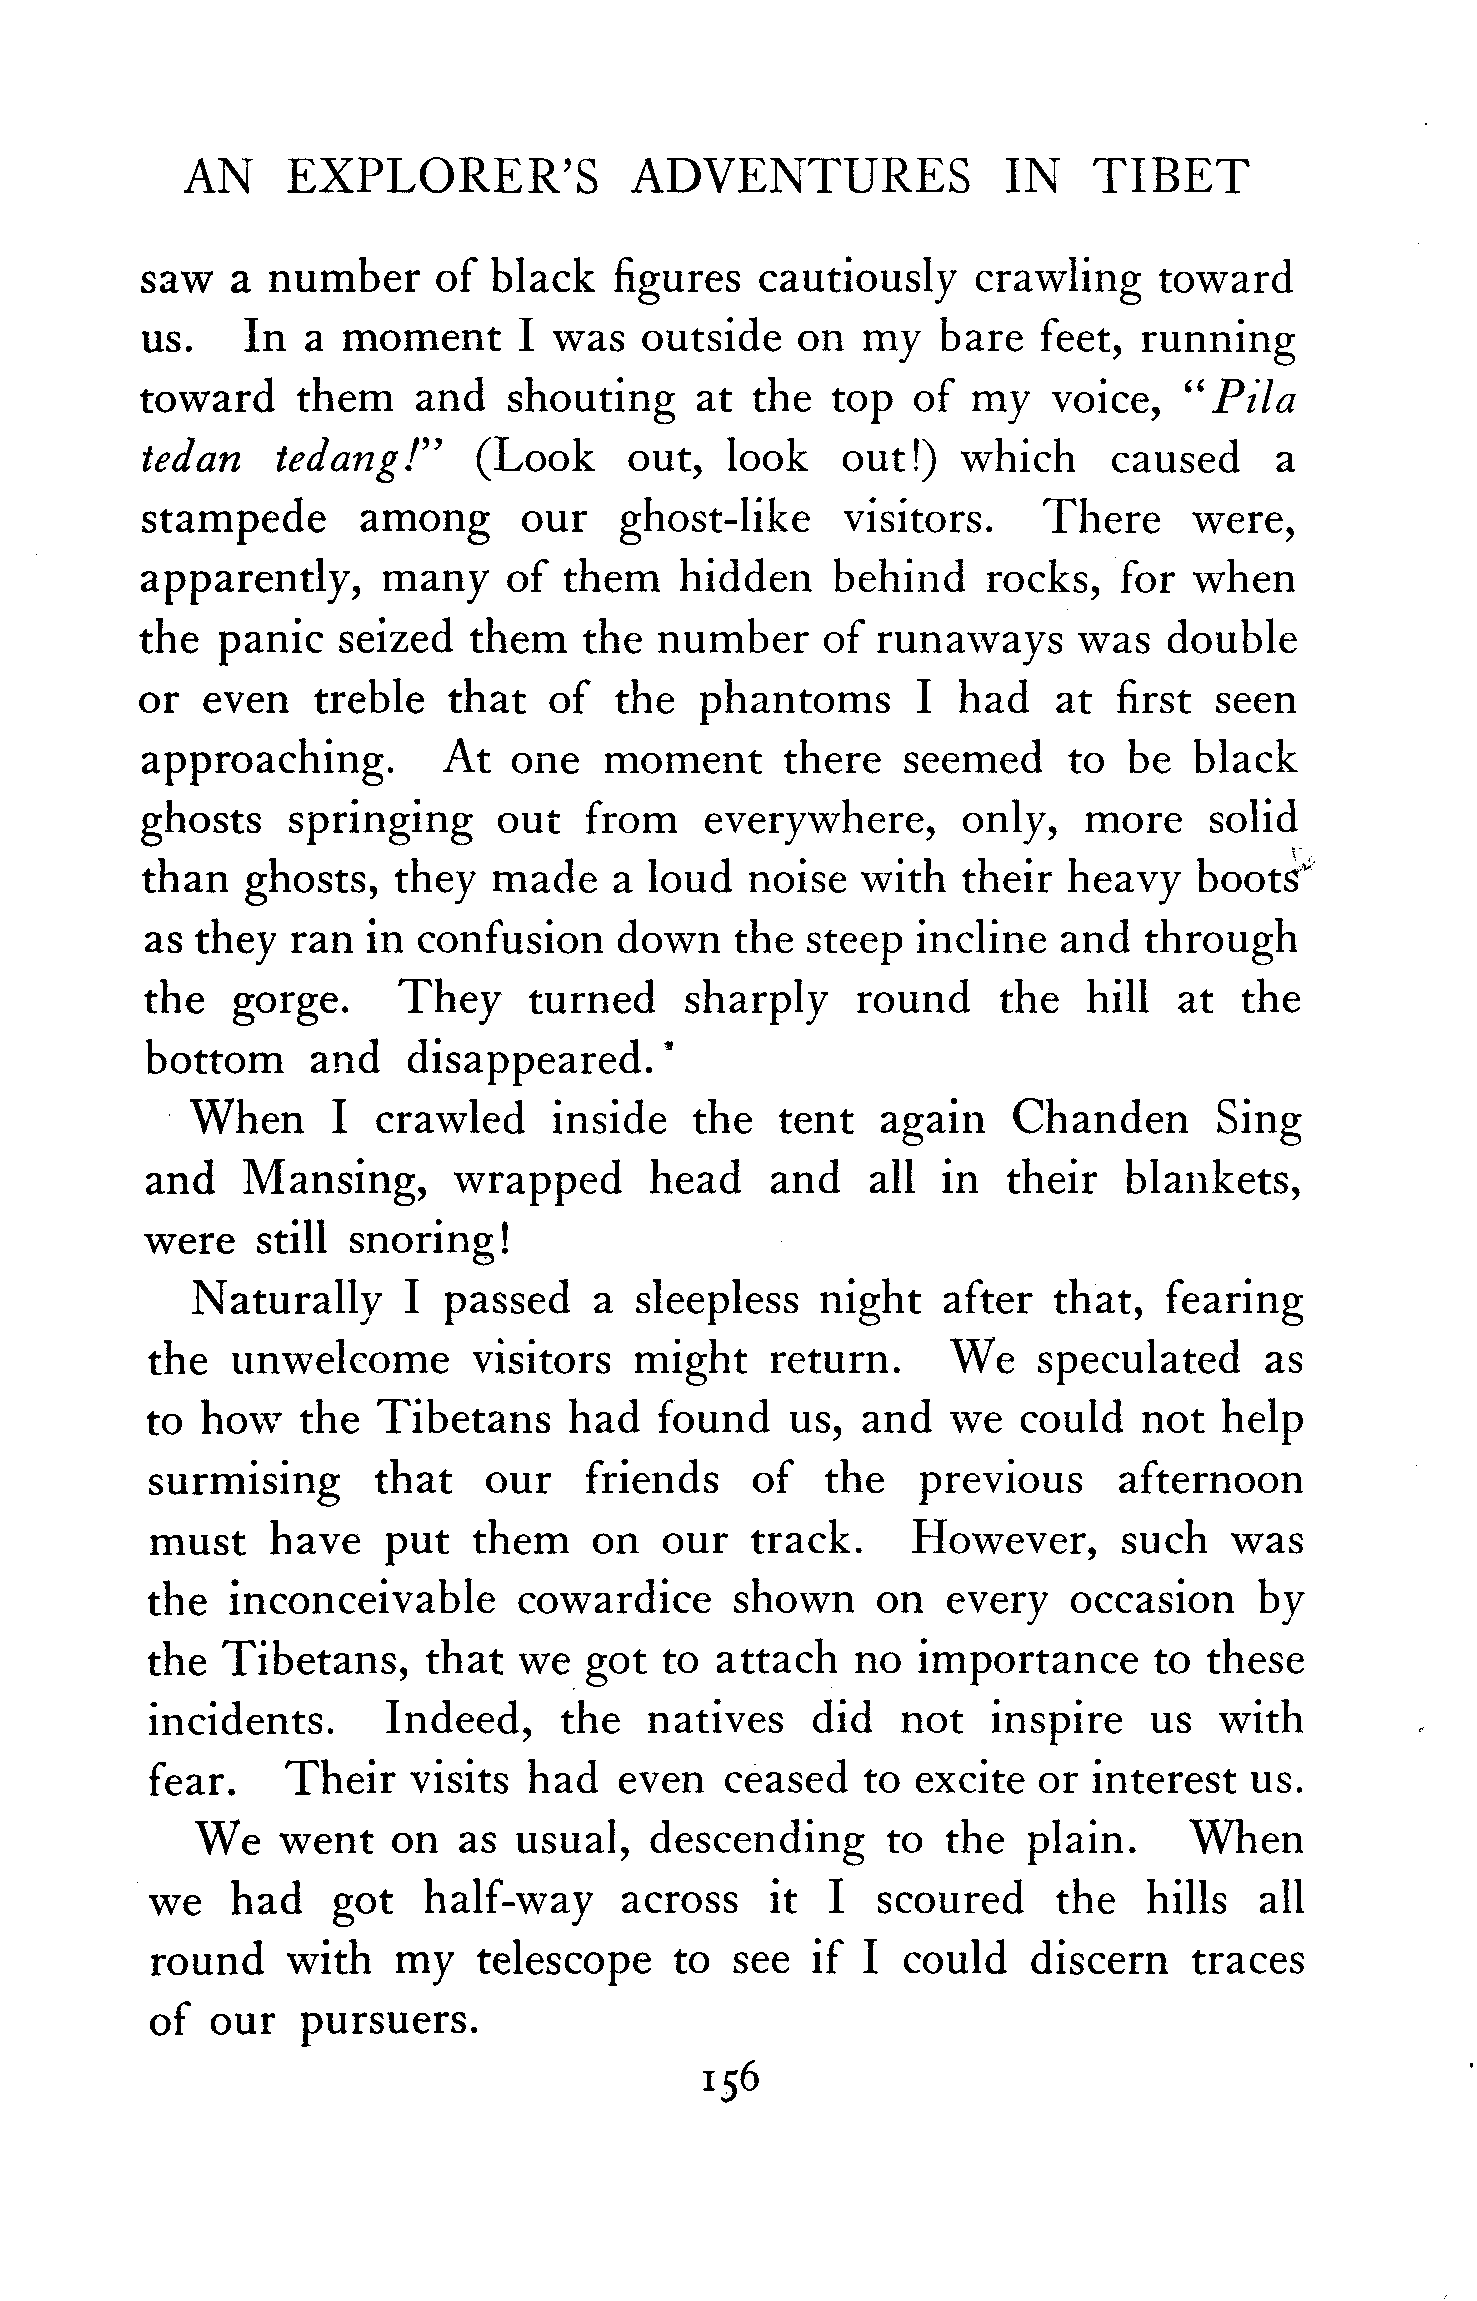 AN EXPLORER'S ADVENTURES IN TIBET
saw a number of black figures cautiously crawling toward
us. In a moment I was outside on my bare feet, running
toward them and shouting at the top of my voice, "Pila
tedan tedang!" (Look out, look out!) which caused a
stampede among our ghost-like visitors. There were,
apparently, many of them hidden behind rocks, for when
the panic seized them the number of runaways was double
or even treble that of the phantoms I had at first seen
approaching. At one moment there seemed to be black
ghosts springing out from everywhere, only, more solid
than ghosts, they made a loud noise with their heavy boots
as they ran in confusion down the steep incline and through
the gorge. They turned sharply round the hill at the
bottom and disappeared.
When I crawled inside the tent again Chanden Sing
and Mansing, wrapped head and all in their blankets,
were still snoring!
Naturally I passed a sleepless night after that, fearing
the unwelcome visitors might return. We speculated as
to how the Tibetans had found us, and we could not help
surmising that our friends of the previous afternoon
must have put them on our track. However, such was
the inconceivable cowardice shown on every occasion by
the Tibetans, that we got to attach no importance to these
incidents. Indeed, the natives did not inspire us with
fear. Their visits had even ceased to excite or interest us.
We went on as usual, descending to the plain. When
we had got half-way across it I scoured the hills all
round with my telescope to see if I could discern traces
of our pursuers.
156